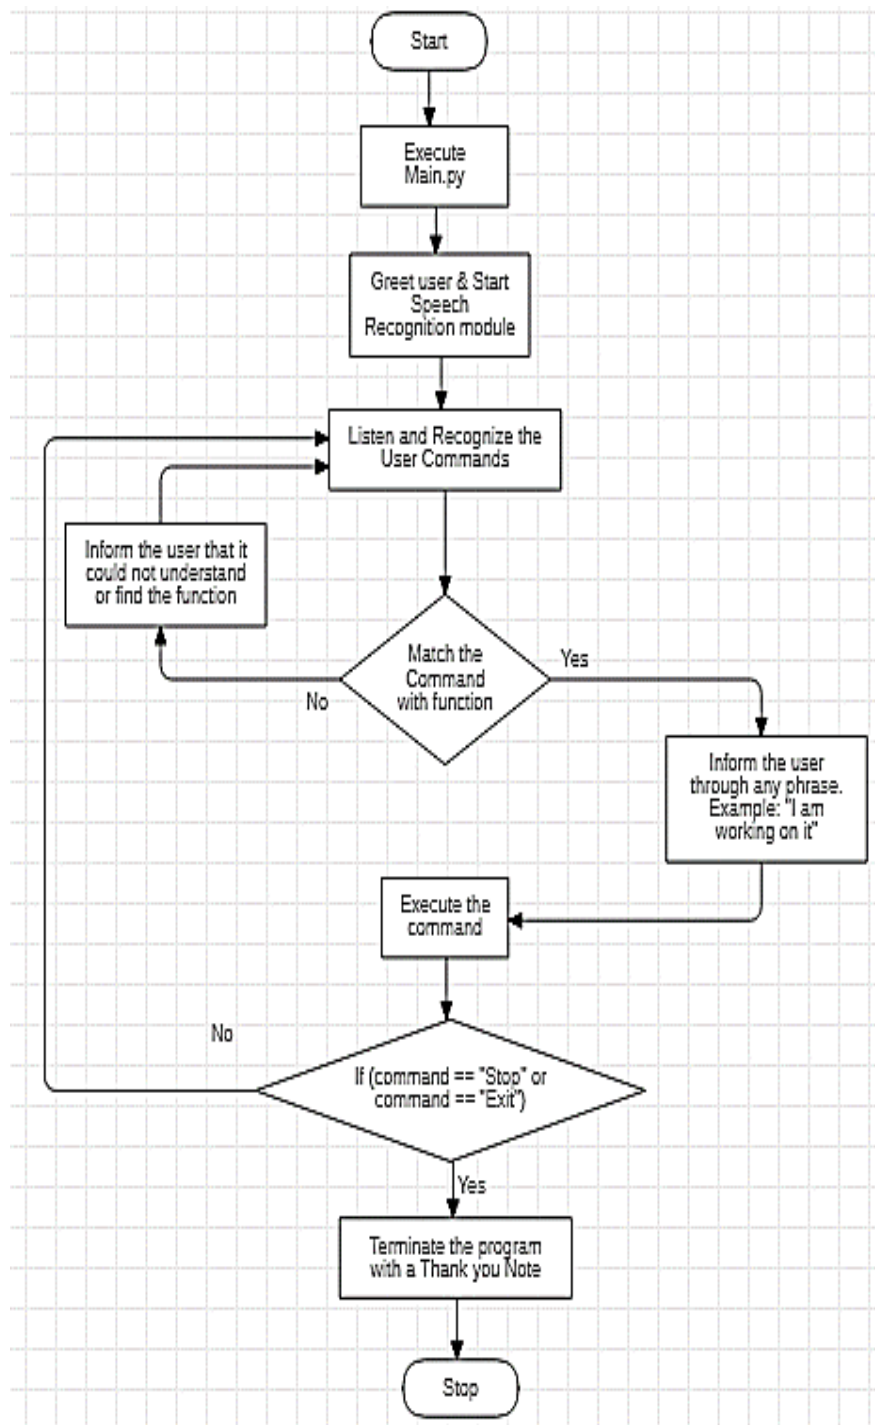 Start
Execute
Main.py
Greet user & Start
Speech
Recognition module
Listen and Recognize the
User Commands
Inform the user that it
could not understand
or find the function
Match the
Command
with function
No
Yes
Inform the user
through any phrase.
Example: "I am
working on it"
Execute the
command
No
If (command == "Stop" or
command == "Exit")
Yes
Terminate the program
with a Thank you Note
Stop